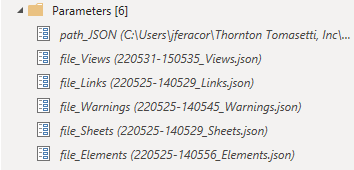 Parameters [6]
path_JSON (C:\Users\jferacor\Thornton Tomasetti, Inc\...
file_Views (220531-150535_Views.json)
file_Links (220525-140529_Links.json)
file_Warnings (220525-140545_Warnings.json)
file_Sheets (220525-140529_Sheets.json)
file_Elements (220525-140556_Elements.json)